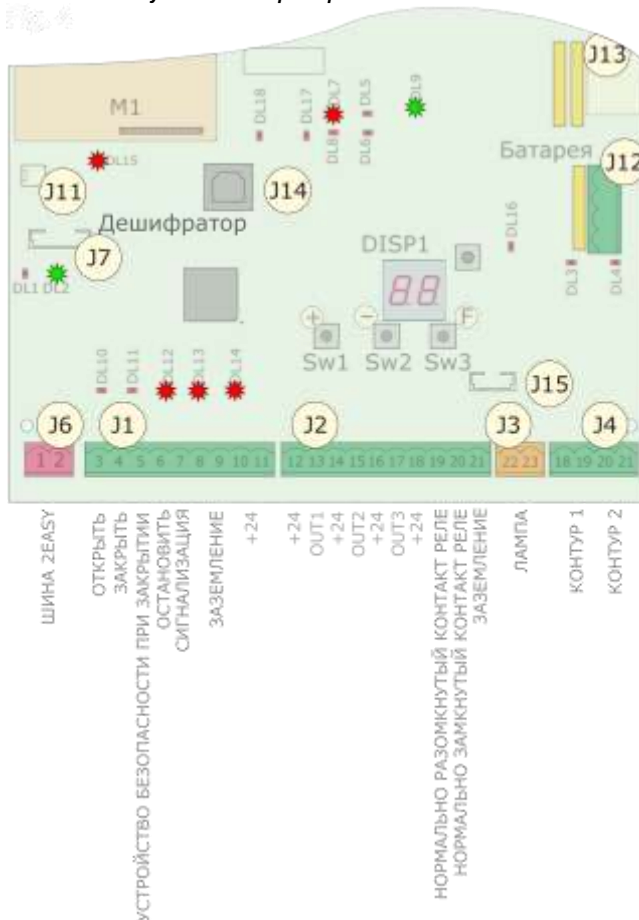 Fig. 4
J13
M1
DL18
DL17
DL7
DL8
DL5
DL6
DL9
Батарея
J12
DL15
J11
J14
Дешифратор
DL16
J7
DISP1
DL1 DL2
88
DL3
DL4
+
−
F
Sw1 Sw2 Sw3
DL10
DL11
DL12
DL13
DL14
J15
J6 J1 J2 J3 J4
1 2 3 4 5 6 7 8 9 10 11 12 13 14 15 16 17 18 19 20 21 22 23 18 19 20 21
ШИНА 2EASY
ОТКРЫТЬ
ЗАКРЫТЬ
УСТРОЙСТВО БЕЗОПАСНОСТИ ПРИ ЗАКРЫТИИ
ОСТАНОВИТЬ
СИГНАЛИЗАЦИЯ
ЗАЗЕМЛЕНИЕ
+24
+24
OUT1
+24
OUT2
+24
OUT3
+24
НОРМАЛЬНО РАЗОМКНУТЫЙ КОНТАКТ РЕЛЕ
НОРМАЛЬНО ЗАМКНУТЫЙ КОНТАКТ РЕЛЕ
ЗАЗЕМЛЕНИЕ
ЛАМПА
КОНТУР 1
КОНТУР 2